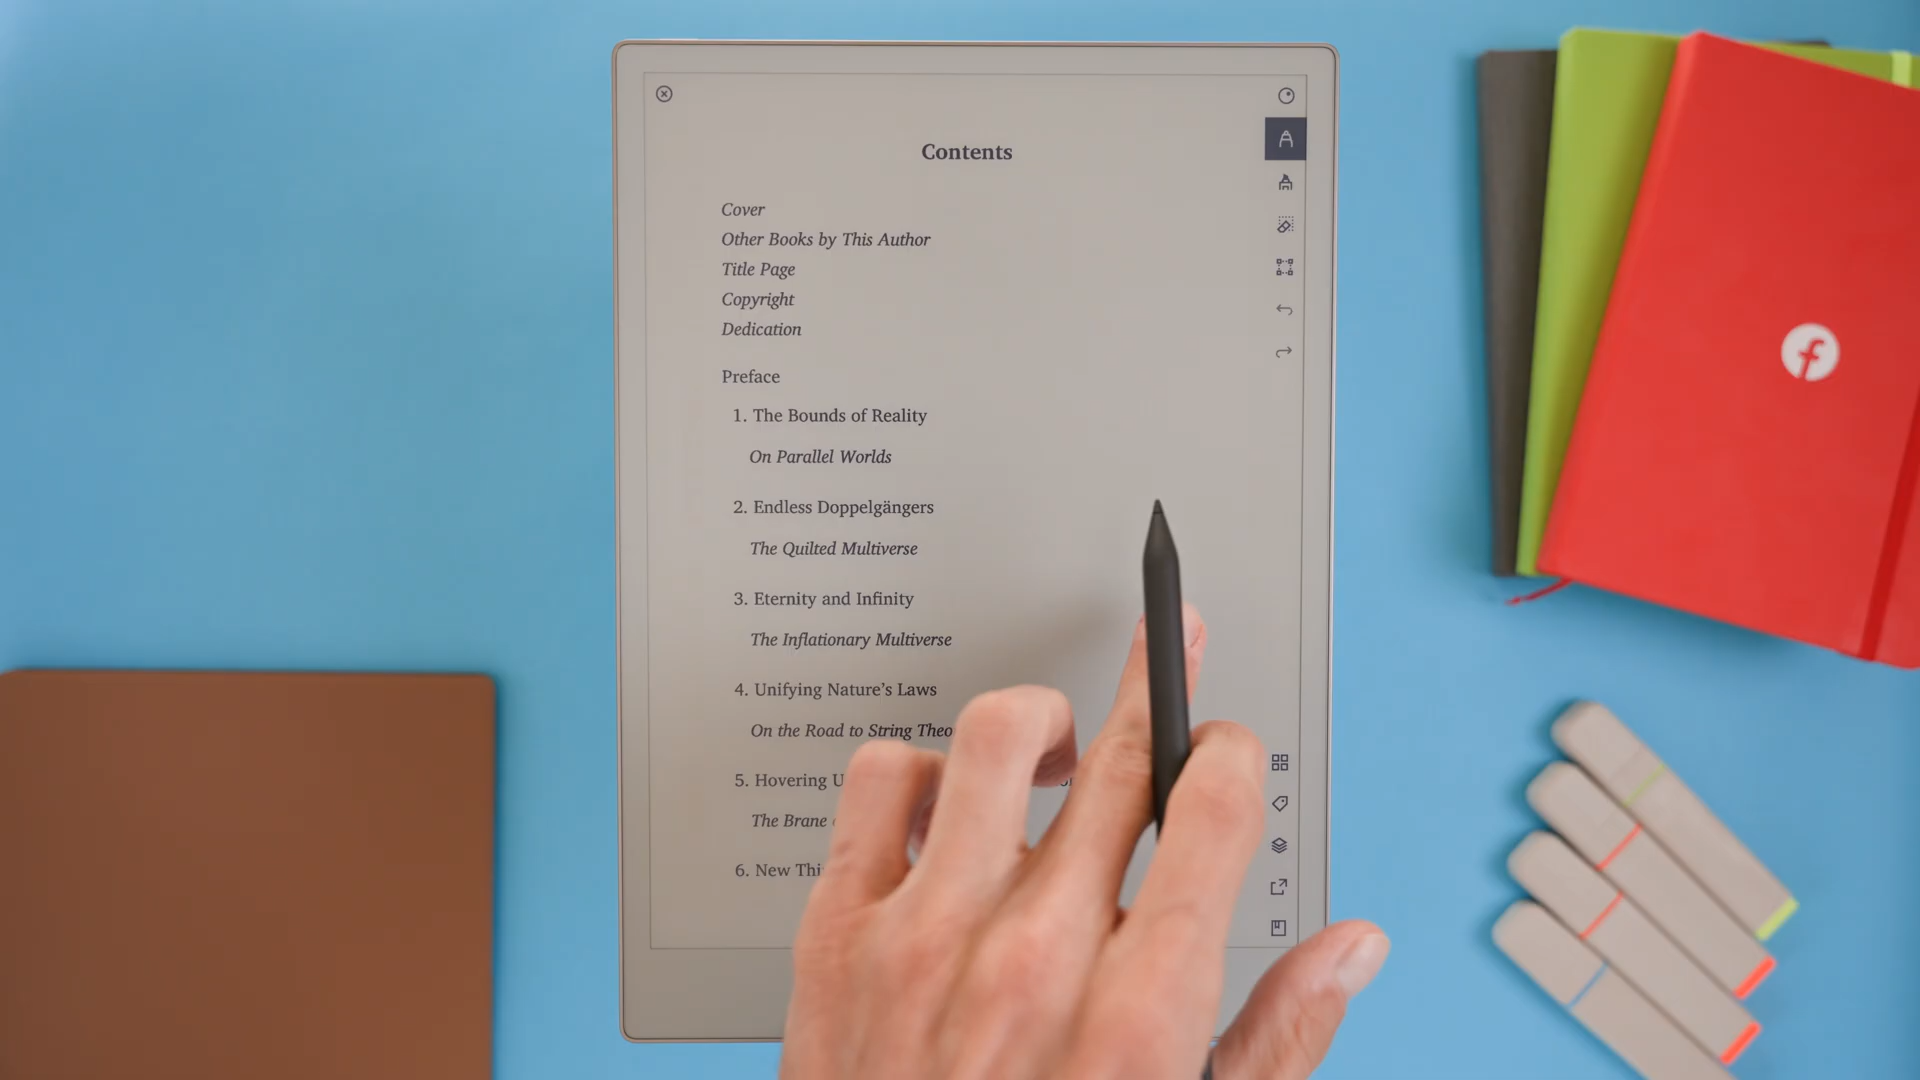 Contents
Cover
Other Books by This Author
Title Page
Copyright
Dedication
Preface
1. The Bounds of Reality
On Parallel Worlds
2. Endless Doppelgängers
The Quilted Multiverse
3. Eternity and Infinity
The Inflationary Multiverse
4. Unifying Nature’s Laws
On the Road to String
5. Hovering
The Brane
6. New
f